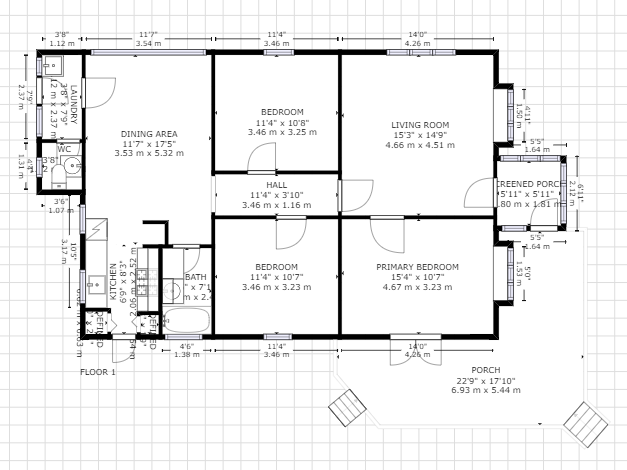 3'8"
1.12 m
11'7"
3.54 m
11'4"
3.46 m
14'0"
4.26 m
7'9"
2.37 m
LAUNDRY
3'8" x 7'9"
12 m x 2.37 m
WC
3'8"
1.31 m
3'6"
1.07 m
DINING AREA
11'7" x 17'5"
3.53 m x 5.32 m
BEDROOM
11'4" x 10'8"
3.46 m x 3.25 m
LIVING ROOM
15'3" x 14'9"
4.66 m x 4.51 m
4'11"
1.50 m
5'5"
1.64 m
CREENED PORC
5'11" x 5'11"
.80 m x 1.81 m
6'11"
2.12 m
5'5"
1.64 m
HALL
11'4" x 3'10"
3.46 m x 1.16 m
10'5"
3.17 m
KITCHEN
6'9" x 8'3"
2.06 m x 2.52 m
BATH
" x 7'1
m x 2.
BEDROOM
11'4" x 10'7"
3.46 m x 3.23 m
PRIMARY BEDROOM
15'4" x 10'7"
4.67 m x 3.23 m
5'0"
1.53 m
4'6"
1.38 m
11'4"
3.46 m
14'0"
4.26 m
FLOOR 1
PORCH
22'9" x 17'10"
6.93 m x 5.44 m